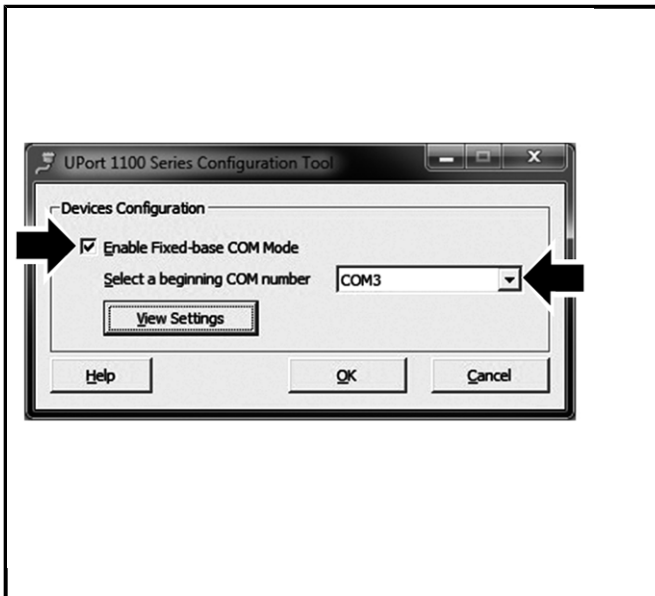 UPort 1100 Series Configuration Tool
Devices Configuration
Enable Fixed-base COM Mode
Select a beginning COM number COM3
View Settings
Help OK Cancel